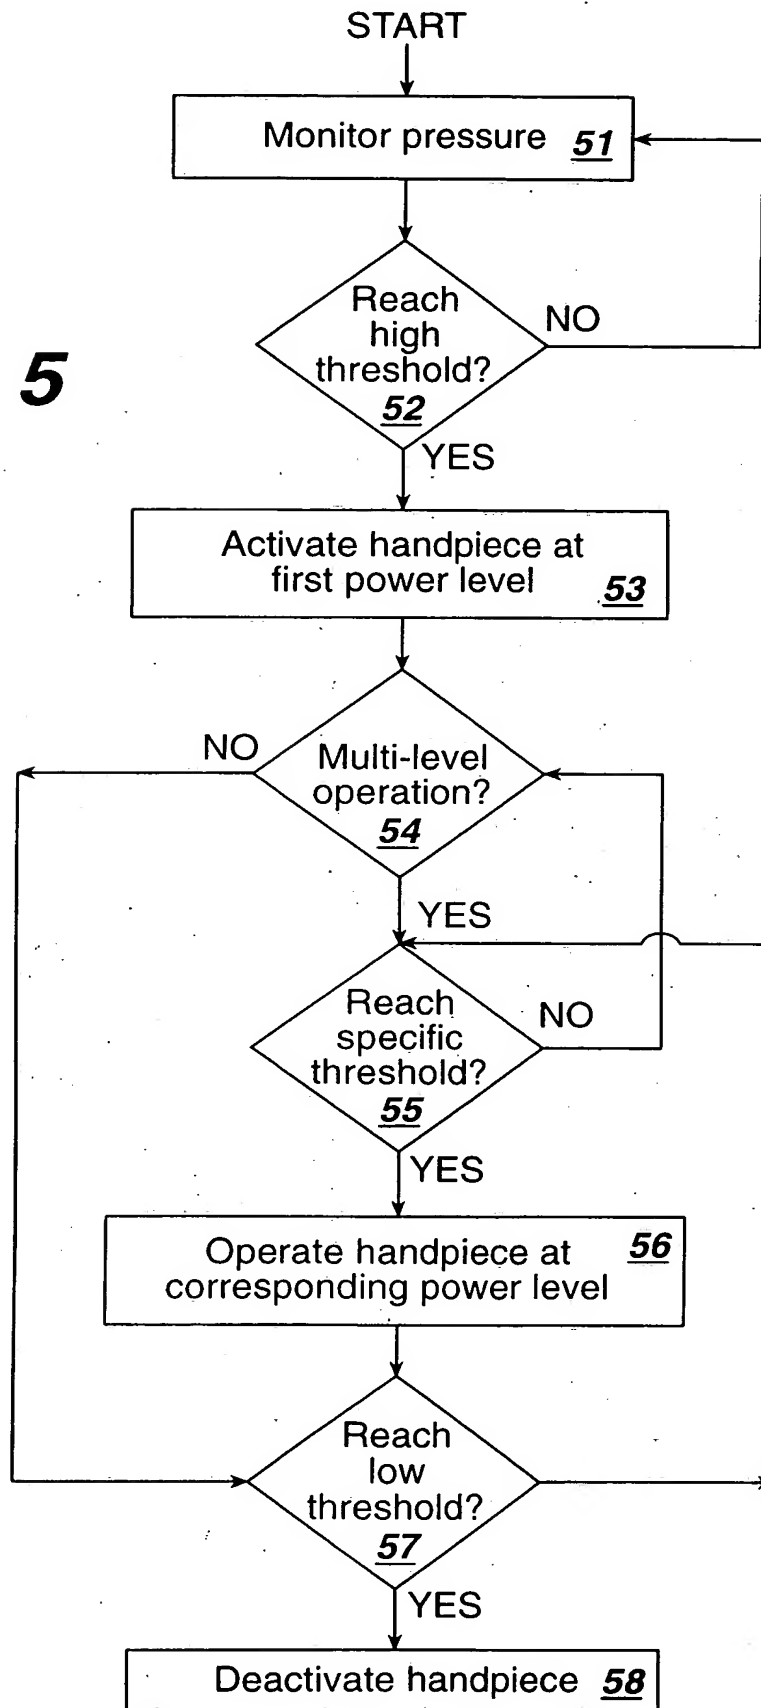 START
Monitor pressure 51
Reach
high
threshold?
52
NO
5
YES
Activate handpiece at
first power level 53
NO
Multi-level
operation?
54
YES
Reach
specific
threshold?
55
NO
YES
Operate handpiece at 56
corresponding power level
Reach
low
threshold?
57
YES
Deactivate handpiece 58